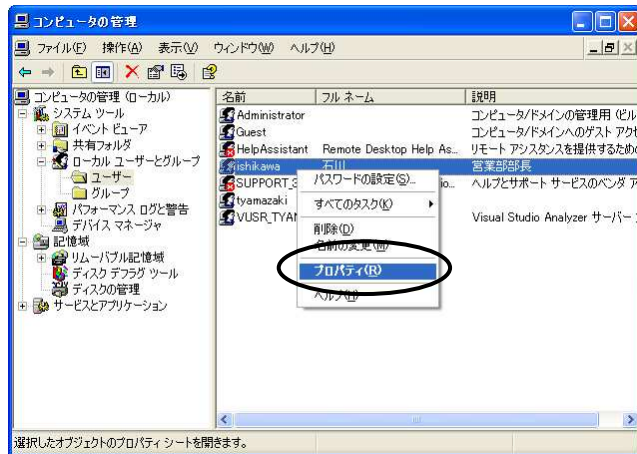 コンピュータの管理
ファイル(F) 操作(A) 表示(V) ウィンドウ(W) ヘルプ(H)
コンピュータの管理 (ローカル)
システム ツール
イベント ビューア
共有フォルダ
ローカル ユーザーとグループ
ユーザー
グループ
パフォーマンス ログと警告
デバイス マネージャ
記憶域
リムーバブル記憶域
ディスク デフラグ ツール
ディスクの管理
サービスとアプリケーション
名前 フル ネーム 説明
Administrator コンピュータ/ドメインの管理用 (ビル
Guest コンピュータ/ドメインへのゲスト アクセ
HelpAssistant Remote Desktop Help As... リモート アシスタンスを提供するための
ishikawa 石川 営業部部長
SUPPORT_3 io... ヘルプとサポート サービスのベンダ ア
tyamazaki
VUSR_TYAM Visual Studio Analyzer サーバー
パスワードの設定(S)...
すべてのタスク(K)
削除(D)
名前の変更(M)
プロパティ(R)
ヘルプ(H)
選択したオブジェクトのプロパティ シートを開きます。